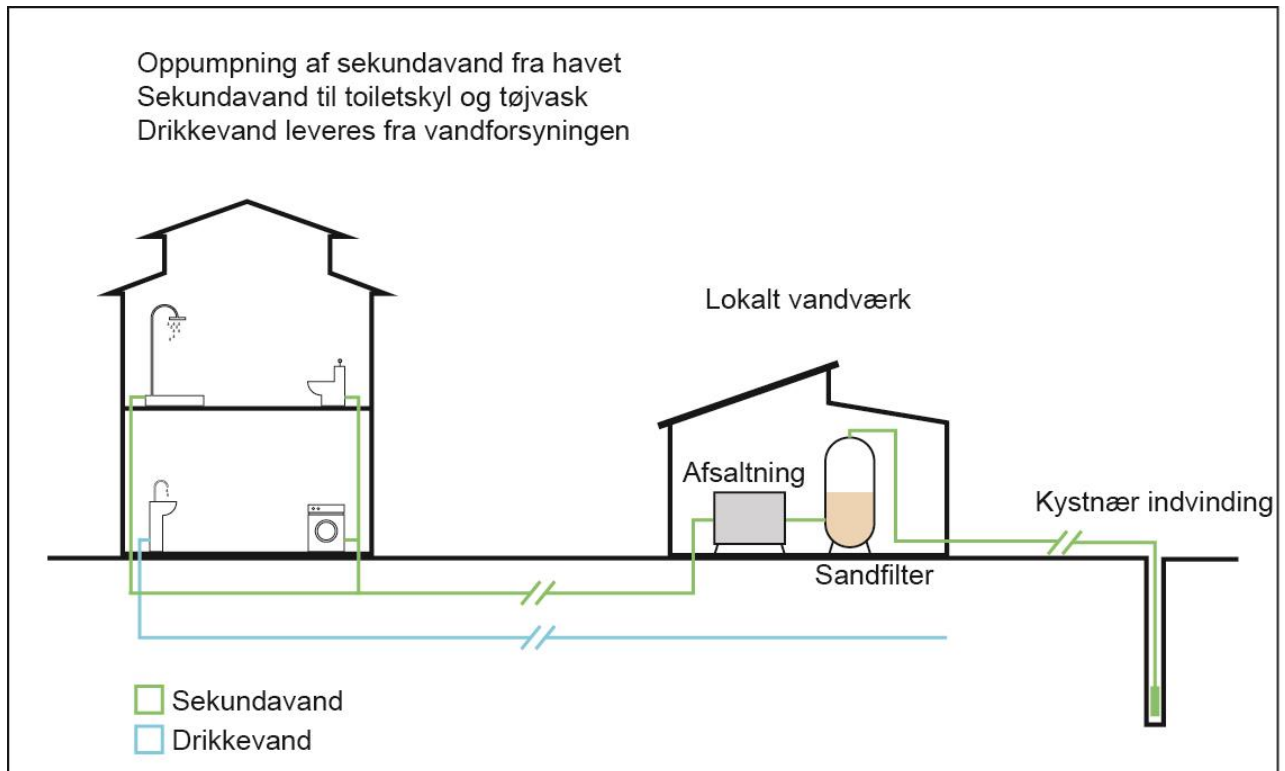 Oppumpning af sekundavand fra havet
Sekundavand til toiletskyl og tøjvask
Drikkevand leveres fra vandforsyningen
Lokalt vandværk
Afsaltning
Kystnær indvinding
Sandfilter
Sekundavand
Drikkevand